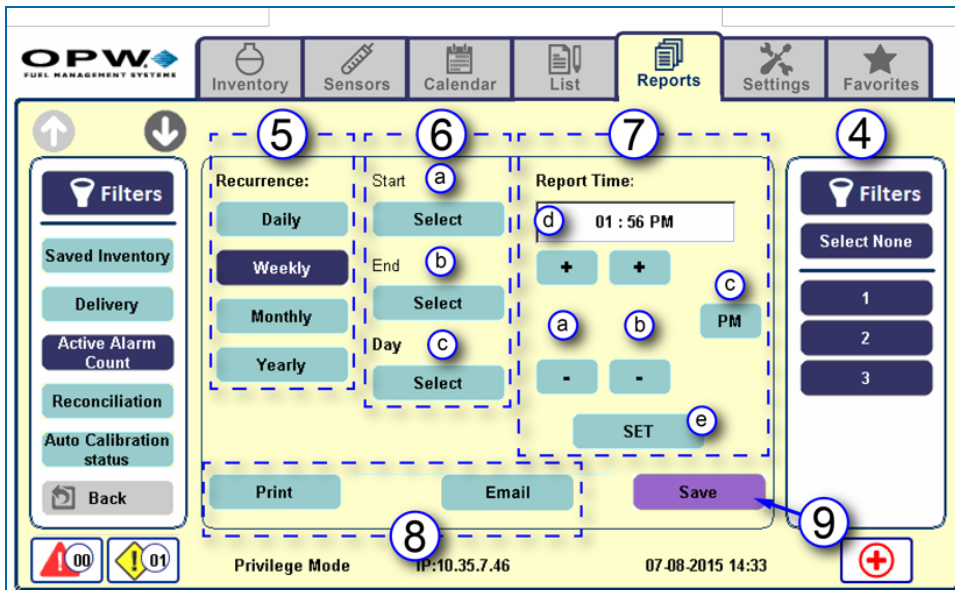 OPW
FUEL MANAGEMENT SYSTEMS
Inventory
Sensors
Calendar
List
Reports
Settings
Favorites
Filters
Saved Inventory
Delivery
Active Alarm
Count
Reconciliation
Auto Calibration
status
Back
5
Recurrence:
Daily
Weekly
Monthly
Yearly
6
Start a
Select
End b
Select
Day c
Select
7
Report Time:
d 01 : 56 PM
+ +
c
a b PM
- -
SET e
4
Filters
Select None
1
2
3
Print Email Save
8 9
00 01 Privilege Mode IP:10.35.7.46 07-08-2015 14:33